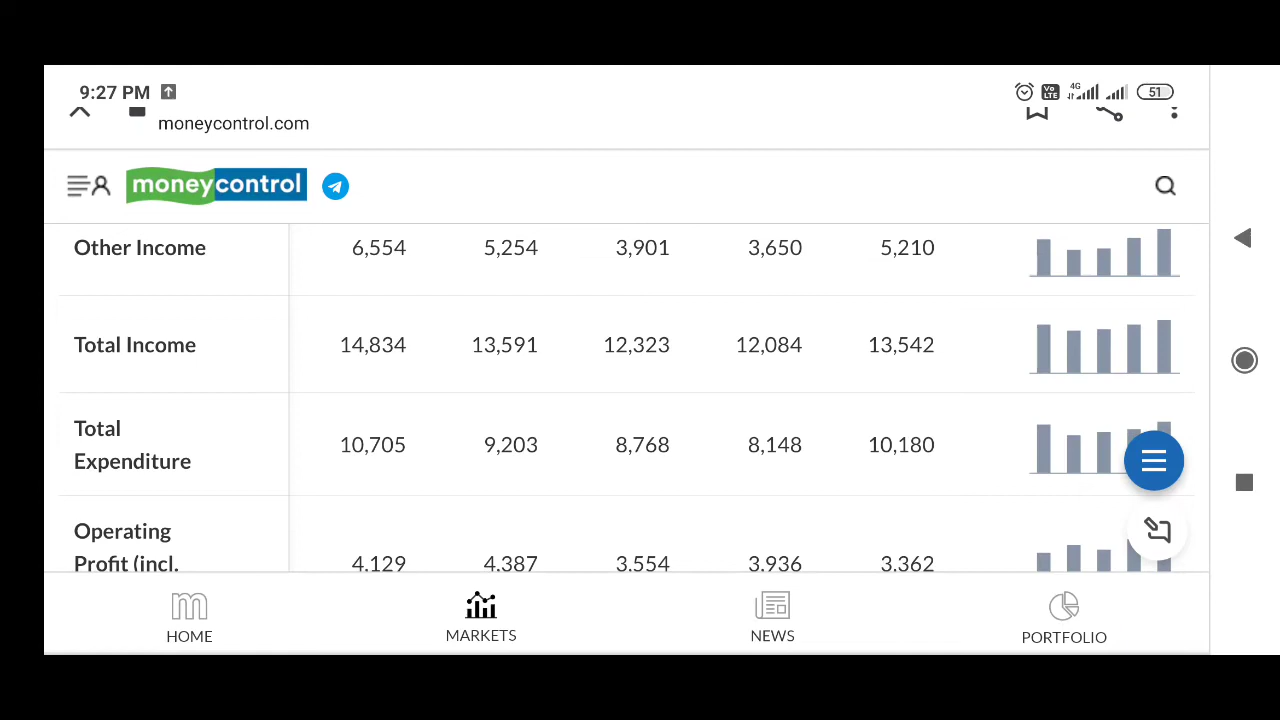 9:27 PM
Vo LTE 4G 51
moneycontrol.com
moneycontrol
Other Income 6,554 5,254 3,901 3,650 5,210
Total Income 14,834 13,591 12,323 12,084 13,542
Total
Expenditure 10,705 9,203 8,768 8,148 10,180
Operating
Profit (incl. 4,129 4,387 3,554 3,936 3,362
HOME MARKETS NEWS PORTFOLIO